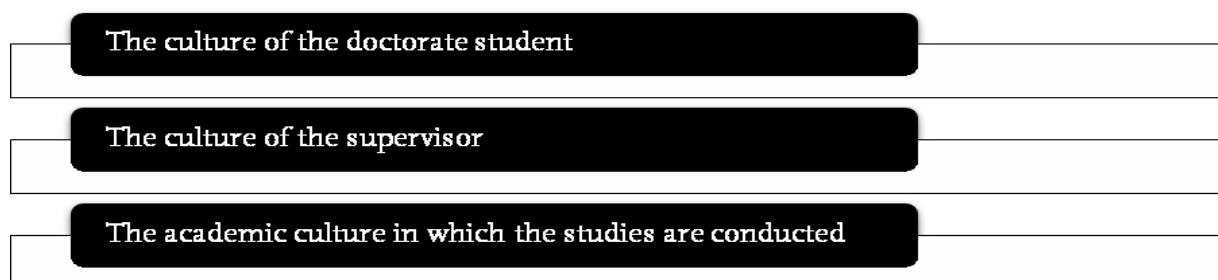 The culture of the doctorate student
The culture of the supervisor
The academic culture in which the studies are conducted